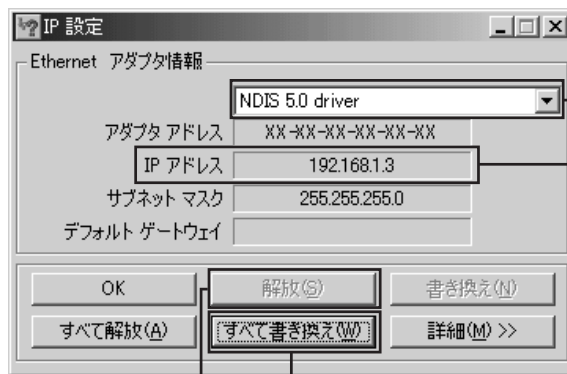 IP 設定
Ethernet アダプタ情報
NDIS 5.0 driver
アダプタ アドレス XX-XX-XX-XX-XX-XX
IP アドレス 192.168.1.3
サブネット マスク 255.255.255.0
デフォルト ゲートウェイ
OK 解放(S) 書き換え(N)
すべて解放(A) すべて書き換え(W) 詳細(M) >>